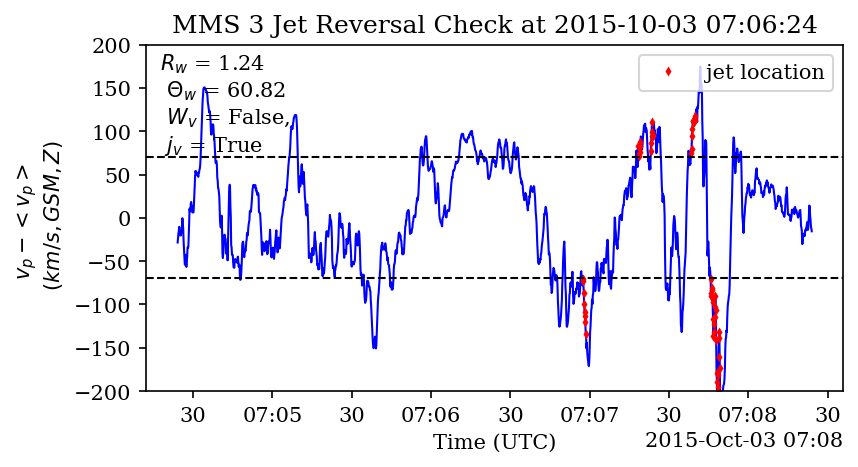 MMS 3 Jet Reversal Check at 2015-10-03 07:06:24
R_w = 1.24
Θ_w = 60.82
W_v = False,
j_v = True
jet location
v_p − < v_p >
(km/s, GSM, Z)
200
150
100
50
0
−50
−100
−150
−200
30 07:05 30 07:06 30 07:07 30 07:08 30
Time (UTC)
2015-Oct-03 07:08